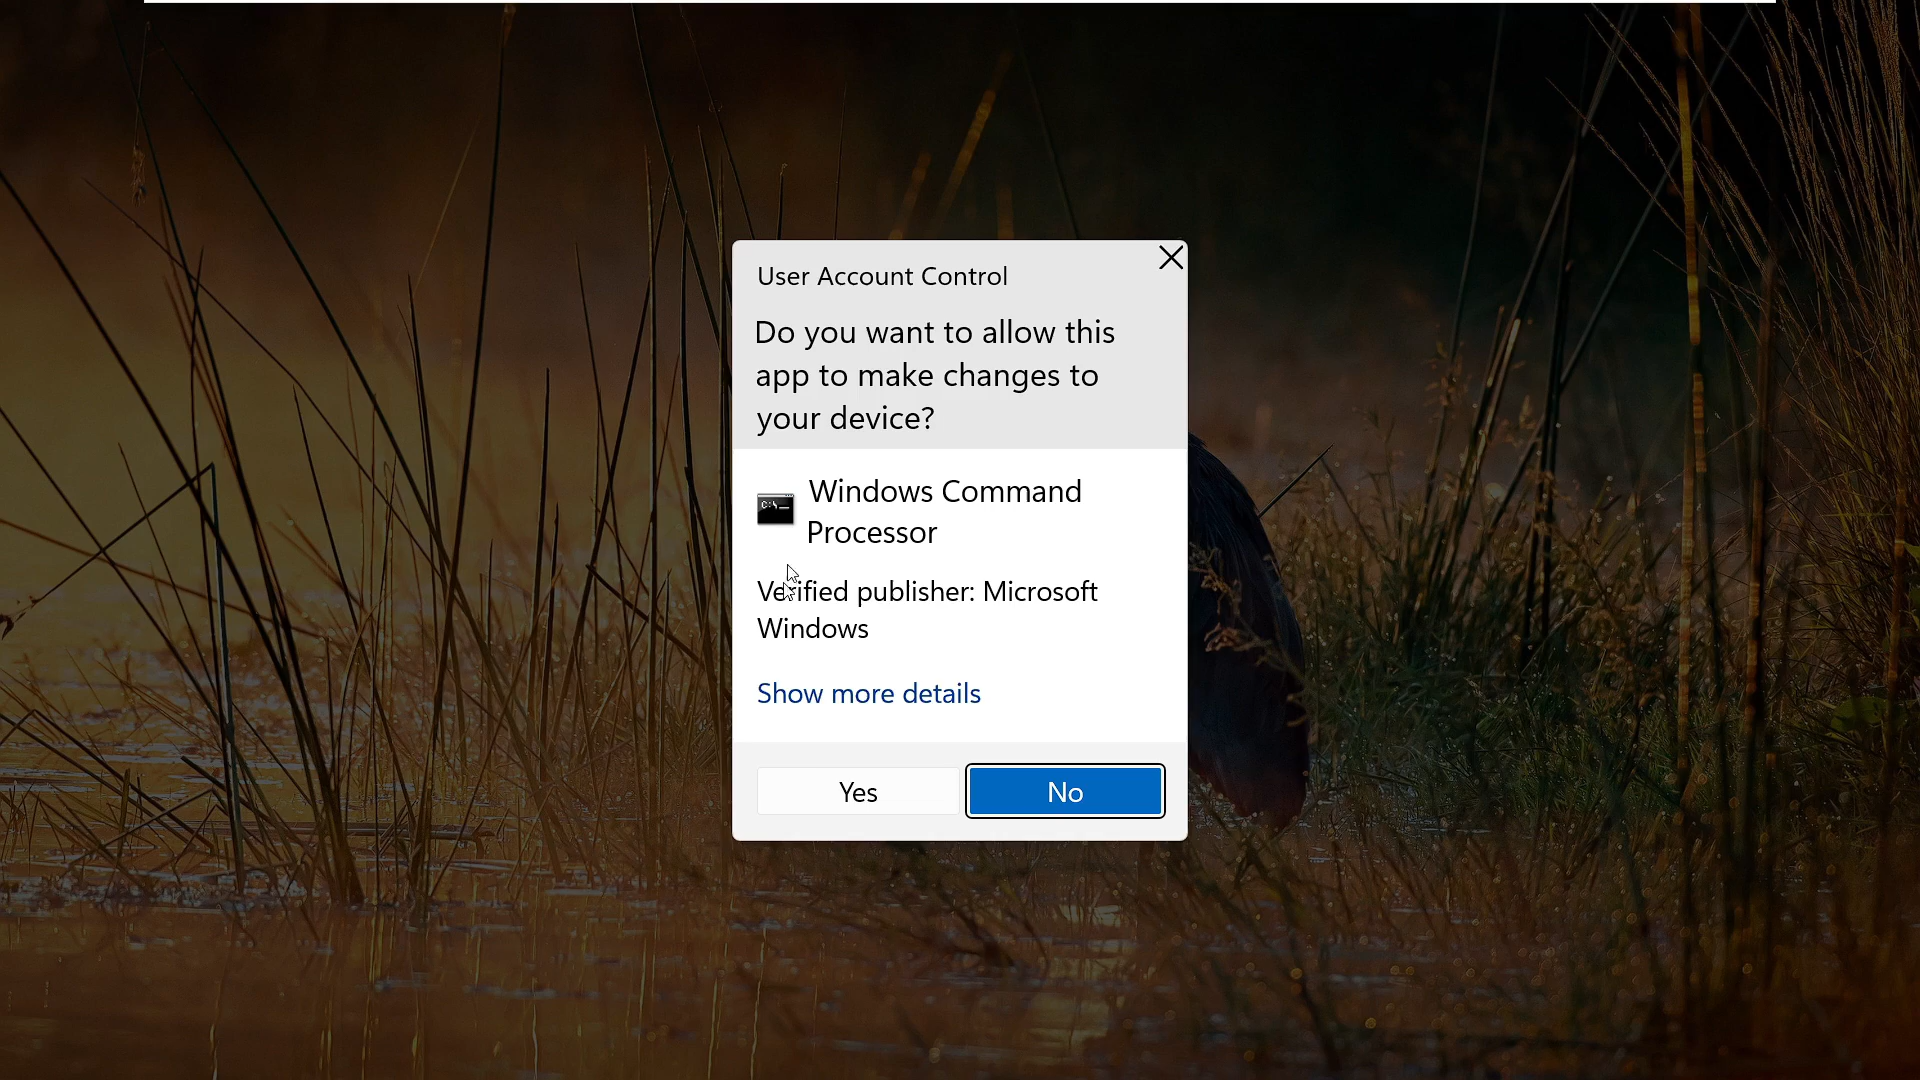 User Account Control
Do you want to allow this
app to make changes to
your device?
C:\
Windows Command
Processor
Verified publisher: Microsoft
Windows
Show more details
Yes
No